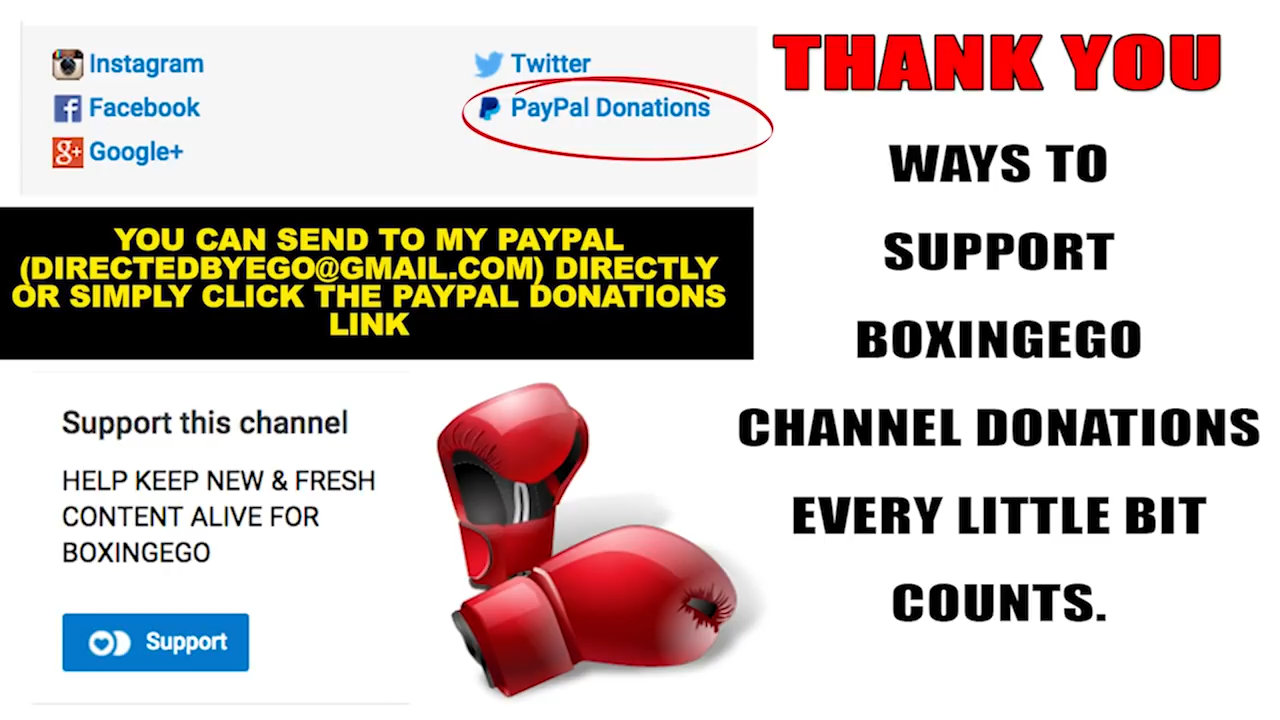 Instagram
Twitter
Facebook
PayPal Donations
Google+
YOU CAN SEND TO MY PAYPAL
(DIRECTEDBYEGO@GMAIL.COM) DIRECTLY
OR SIMPLY CLICK THE PAYPAL DONATIONS
LINK
Support this channel
HELP KEEP NEW & FRESH
CONTENT ALIVE FOR
BOXINGEGO
Support
THANK YOU
WAYS TO
SUPPORT
BOXINGEGO
CHANNEL DONATIONS
EVERY LITTLE BIT
COUNTS.